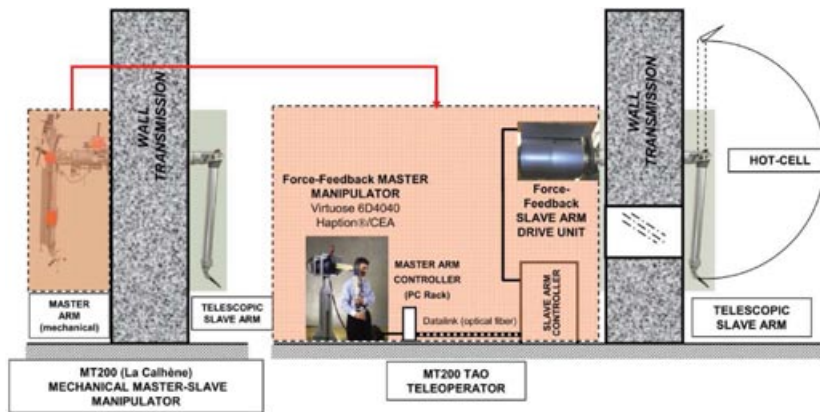 WALL
TRANSMISSION
MASTER
ARM
(mechanical)
TELESCOPIC
SLAVE ARM
MT200 (La Calhène)
MECHANICAL MASTER-SLAVE
MANIPULATOR
Force-Feedback MASTER
MANIPULATOR
Virtuose 6D4040
Haption®/CEA
MASTER ARM
CONTROLLER
(PC Rack)
Datalink (optical fiber)
Force-
Feedback
SLAVE ARM
DRIVE UNIT
SLAVE ARM
CONTROLLER
MT200 TAO
TELEOPERATOR
WALL
TRANSMISSION
HOT-CELL
TELESCOPIC
SLAVE ARM